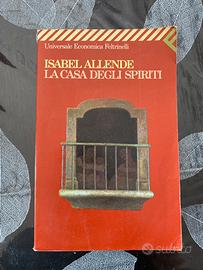 Universale Economica Feltrinelli
ISABEL ALLENDE
LA CASA DEGLI SPIRITI
subito